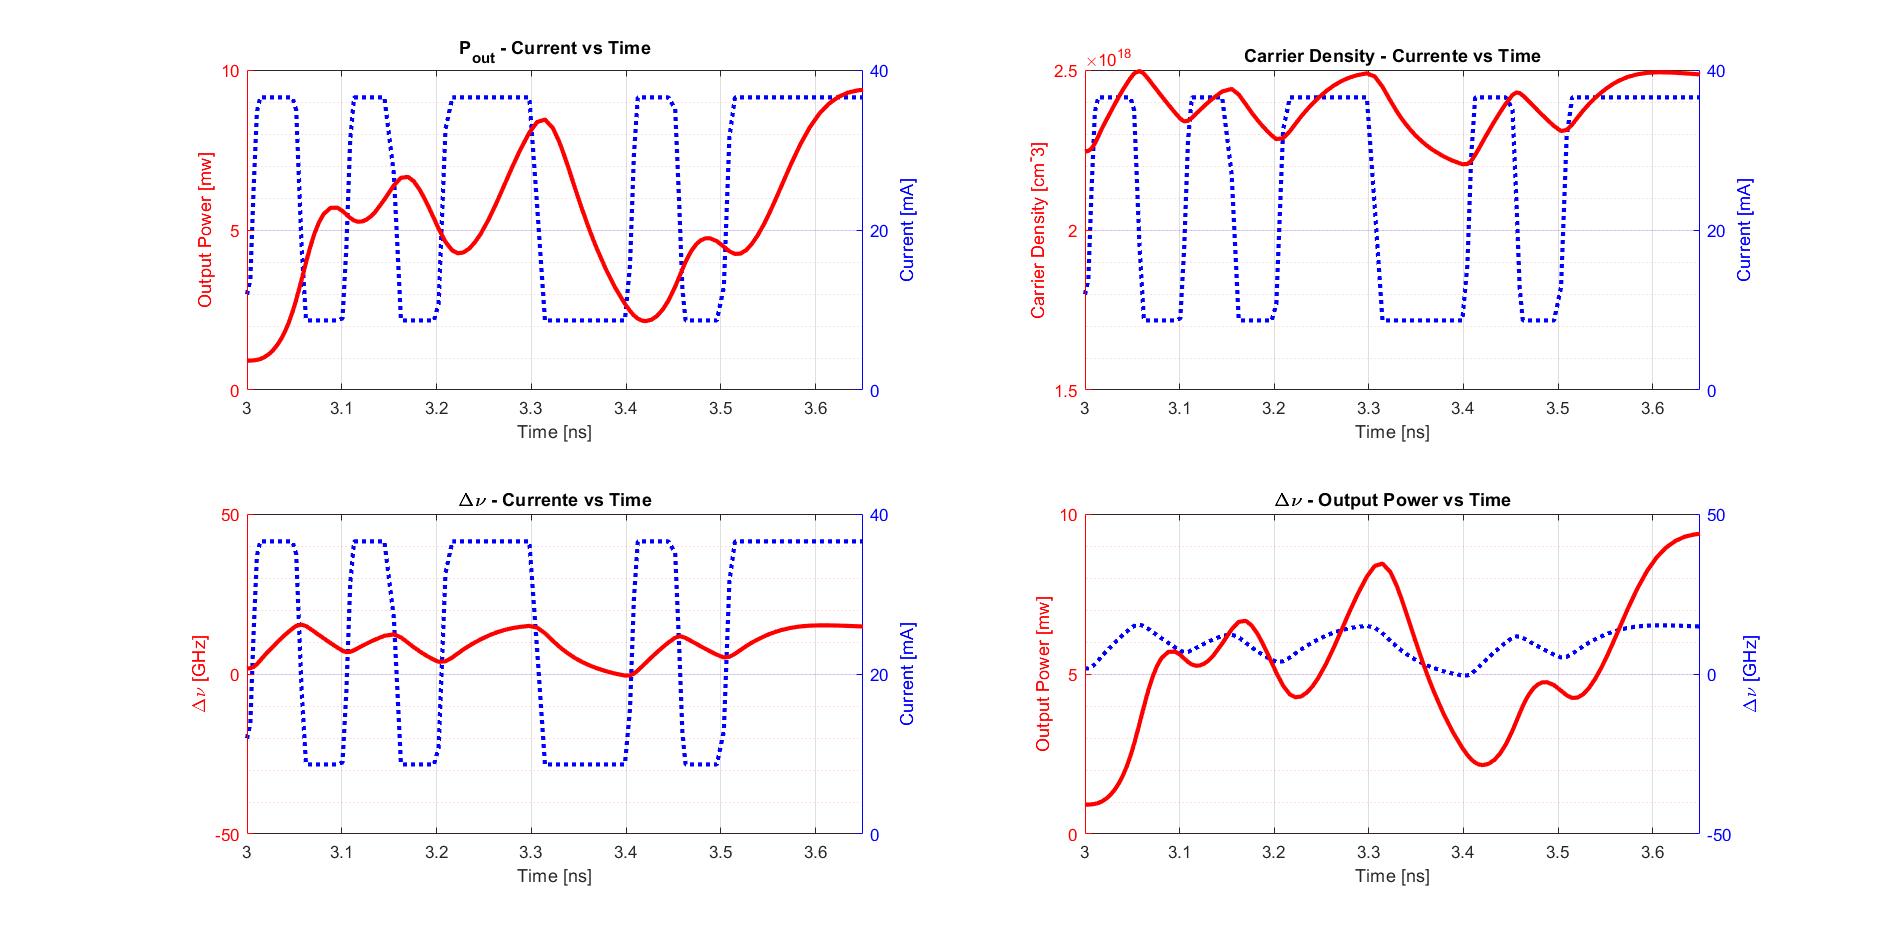 P_out - Current vs Time
10
5
0
Output Power [mw]
40
20
0
Current [mA]
3 3.1 3.2 3.3 3.4 3.5 3.6
Time [ns]
Carrier Density - Currente vs Time
×10^18
2.5
2
1.5
Carrier Density [cm^-3]
40
20
0
Current [mA]
3 3.1 3.2 3.3 3.4 3.5 3.6
Time [ns]
Δν - Currente vs Time
50
0
-50
Δν [GHz]
40
20
0
Current [mA]
3 3.1 3.2 3.3 3.4 3.5 3.6
Time [ns]
Δν - Output Power vs Time
10
5
0
Output Power [mw]
50
0
-50
Δν [GHz]
3 3.1 3.2 3.3 3.4 3.5 3.6
Time [ns]